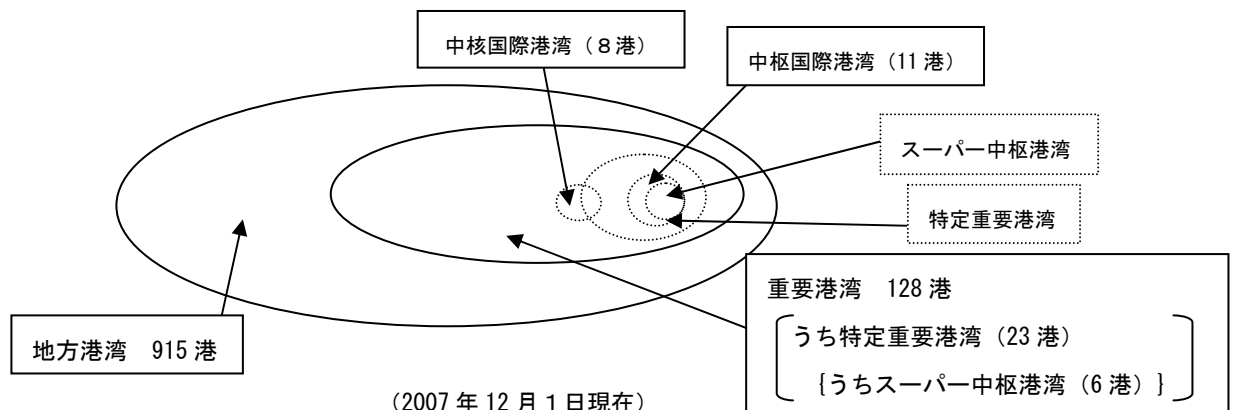 中核国際港湾（８港）
中枢国際港湾（11 港）
スーパー中枢港湾
特定重要港湾
重要港湾　128 港
うち特定重要港湾（23 港）
{うちスーパー中枢港湾（6 港）}
地方港湾　915 港
（2007 年 12 月１日現在）